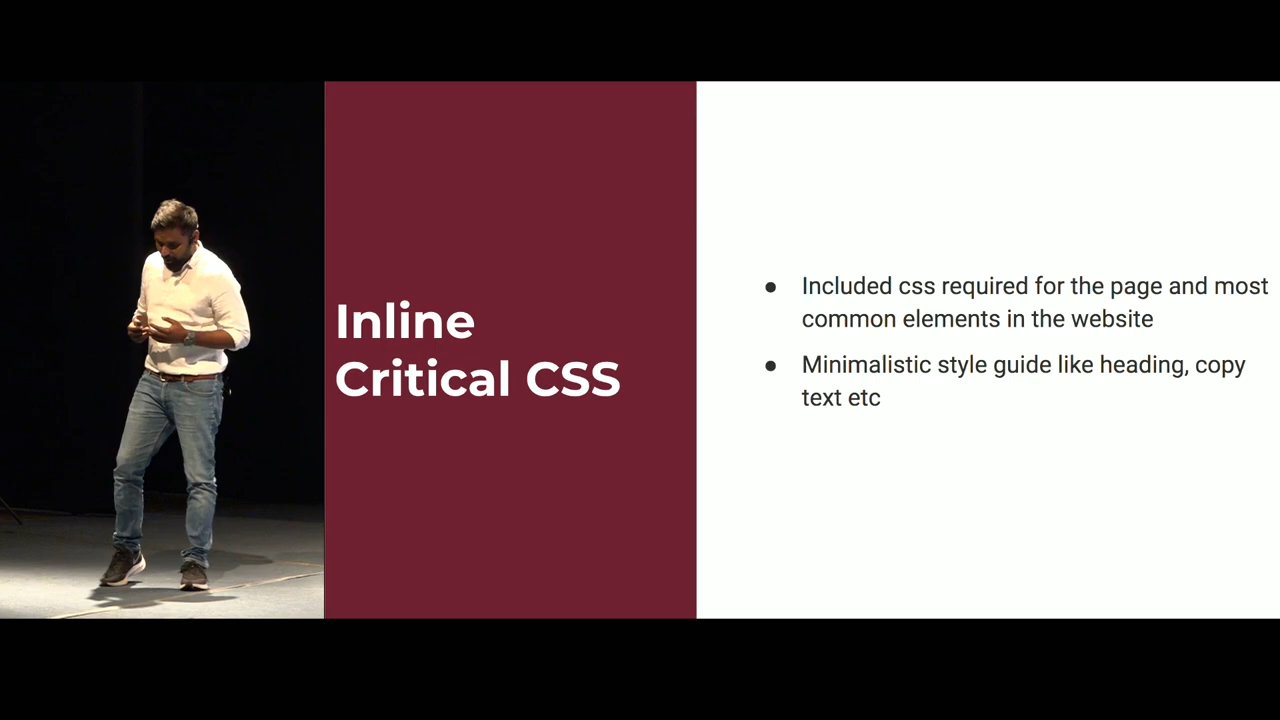 Inline
Critical CSS
● Included css required for the page and most
common elements in the website
● Minimalistic style guide like heading, copy
text etc